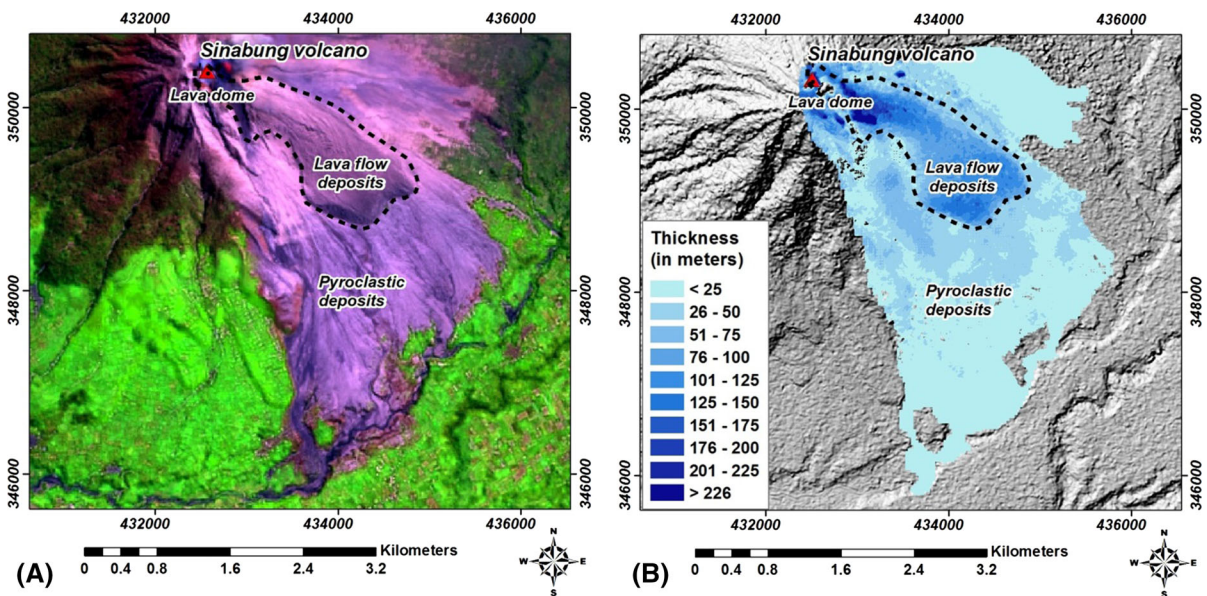 432000 434000 436000
Sinabung volcano
Lava dome
Lava flow
deposits
Pyroclastic
deposits
350000
348000
346000
350000
348000
346000
432000 434000 436000
(A)
Kilometers
0 0.4 0.8 1.6 2.4 3.2
N
W E
S
432000 434000 436000
Sinabung volcano
Lava dome
Lava flow
deposits
Pyroclastic
deposits
Thickness
(in meters)
< 25
26 - 50
51 - 75
76 - 100
101 - 125
125 - 150
151 - 175
176 - 200
201 - 225
> 226
350000
348000
346000
350000
348000
346000
432000 434000 436000
(B)
Kilometers
0 0.4 0.8 1.6 2.4 3.2
N
W E
S